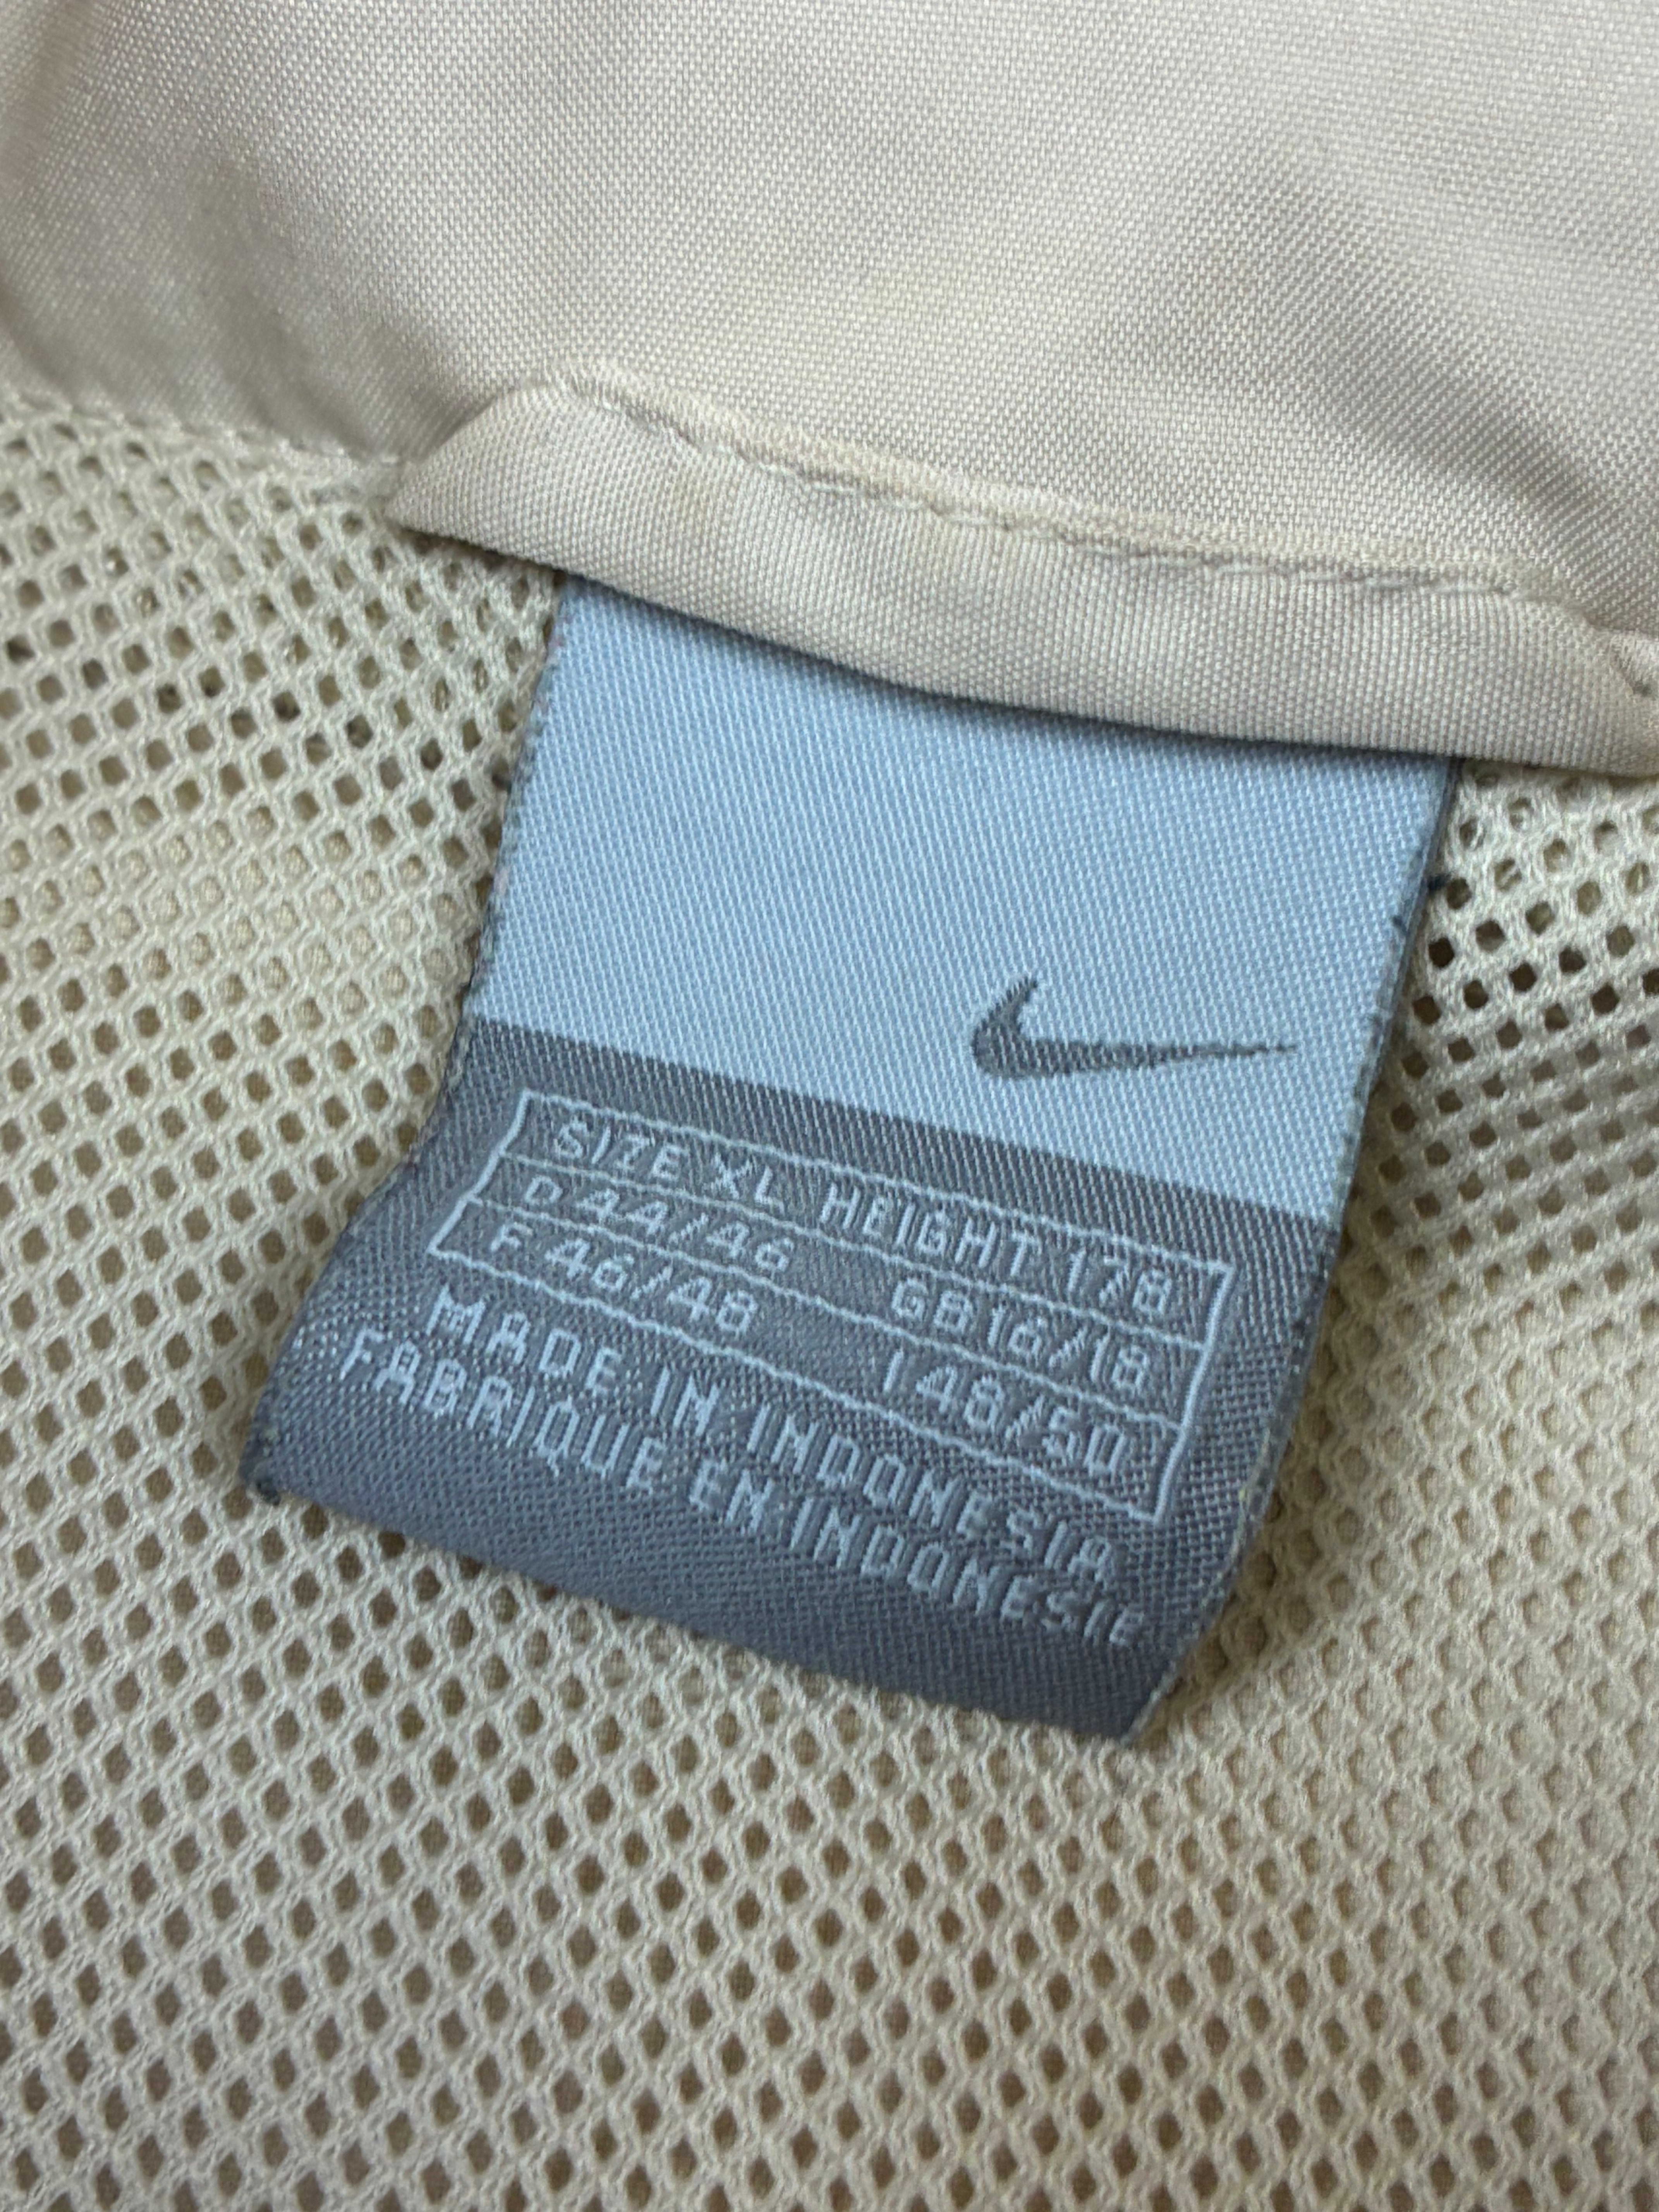 SIZE XL HEIGHT 178
D 44/46 GB 16/18
F 46/48 I 48/50
MADE IN INDONESIA
FABRIQUE EN INDONESIE